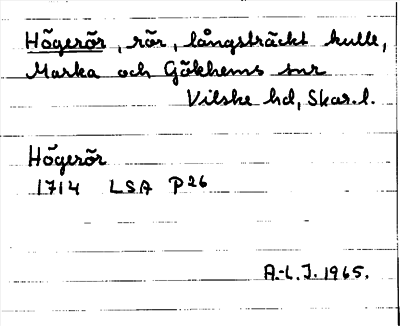 Högerör, rör, långsträckt kulle,
Marka och Gökhems snr
Vilske hd, Skar. l.
Högerör
1714 LSA P26
A.-L. J. 1965.